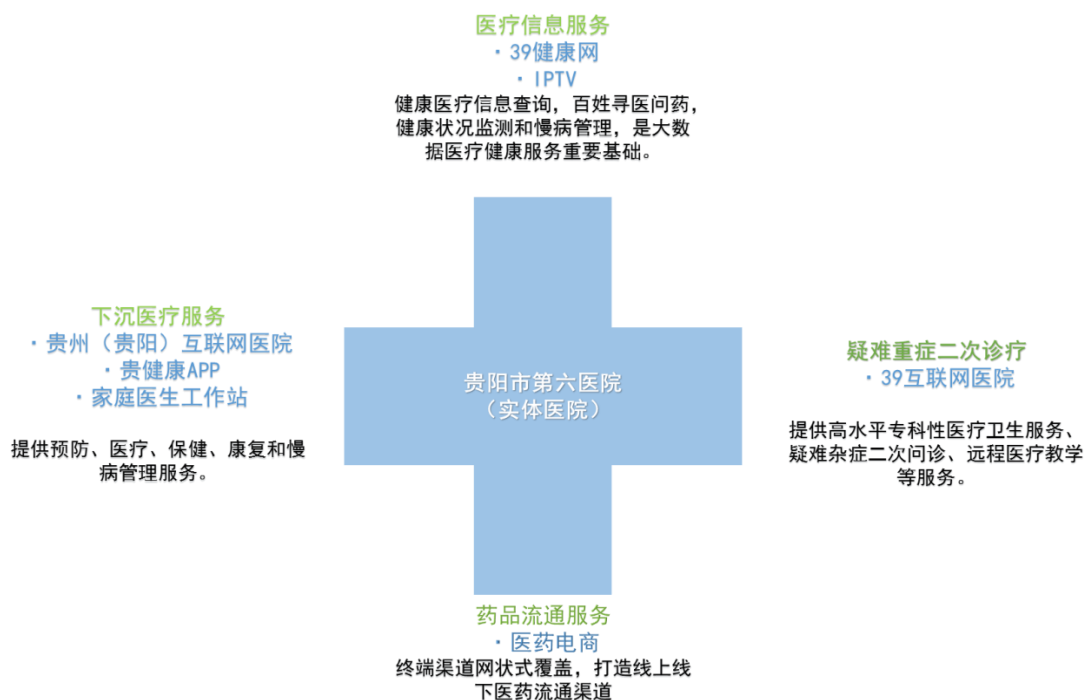 医疗信息服务
· 39健康网
· IPTV
健康医疗信息查询，百姓寻医问药，
健康状况监测和慢病管理，是大数
据医疗健康服务重要基础。
下沉医疗服务
· 贵州（贵阳）互联网医院
· 贵健康APP
· 家庭医生工作站
提供预防、医疗、保健、康复和慢
病管理服务。
贵阳市第六医院
（实体医院）
疑难重症二次诊疗
· 39互联网医院
提供高水平专科性医疗卫生服务、
疑难杂症二次问诊、远程医疗教学
等服务。
药品流通服务
· 医药电商
终端渠道网状式覆盖，打造线上线
下医药流通渠道